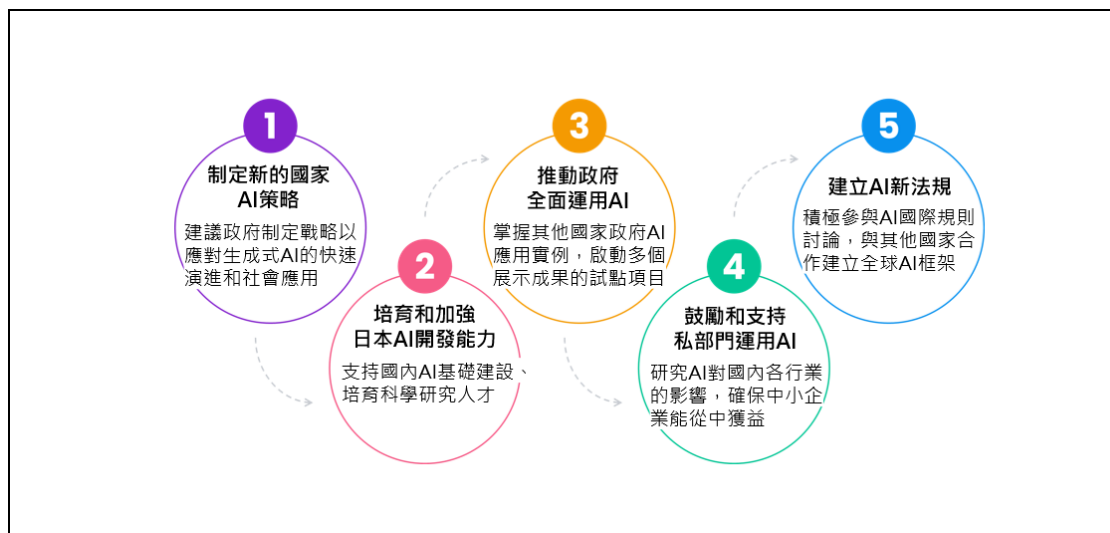 1
制定新的國家
AI策略
建議政府制定戰略以
應對生成式AI的快速
演進和社會應用
2
培育和加強
日本AI開發能力
支持國內AI基礎建設、
培育科學研究人才
3
推動政府
全面運用AI
掌握其他國家政府AI
應用實例，啟動多個
展示成果的試點項目
4
鼓勵和支持
私部門運用AI
研究AI對國內各行業
的影響，確保中小企
業能從中獲益
5
建立AI新法規
積極參與AI國際規則
討論，與其他國家合
作建立全球AI框架